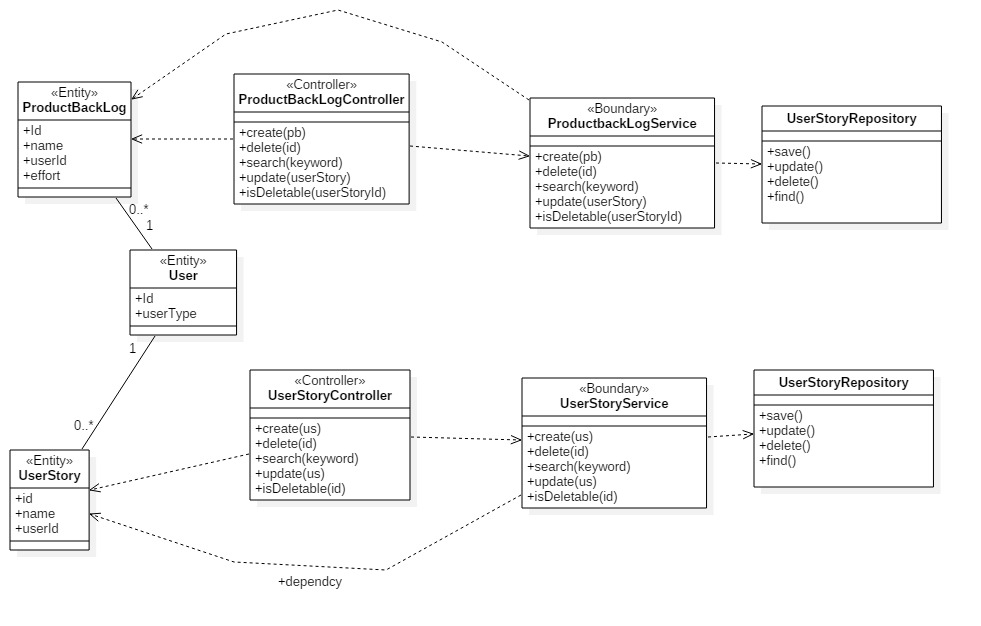 «Entity»
ProductBackLog
+Id
+name
+userId
+effort
«Controller»
ProductBackLogController
+create(pb)
+delete(id)
+search(keyword)
+update(userStory)
+isDeletable(userStoryId)
«Boundary»
ProductbackLogService
+create(pb)
+delete(id)
+search(keyword)
+update(userStory)
+isDeletable(userStoryId)
UserStoryRepository
+save()
+update()
+delete()
+find()
0..*
1
«Entity»
User
+Id
+userType
1
0..*
«Entity»
UserStory
+id
+name
+userId
«Controller»
UserStoryController
+create(us)
+delete(id)
+search(keyword)
+update(us)
+isDeletable(id)
«Boundary»
UserStoryService
+create(us)
+delete(id)
+search(keyword)
+update(us)
+isDeletable(id)
UserStoryRepository
+save()
+update()
+delete()
+find()
+dependcy